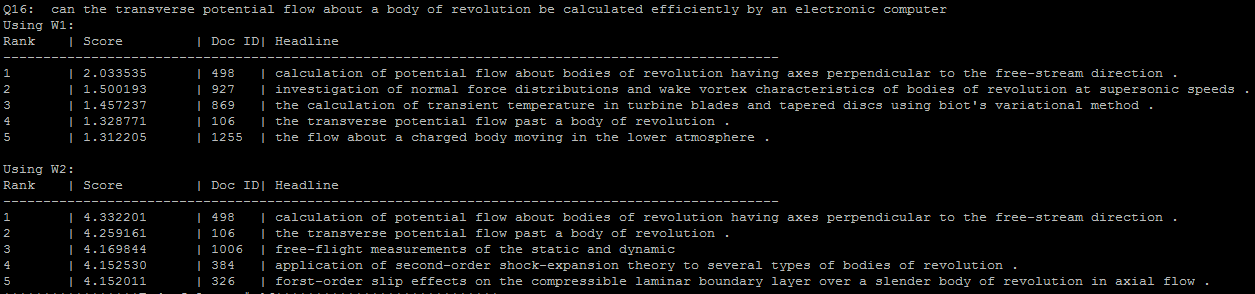 Q16:  can the transverse potential flow about a body of revolution be calculated efficiently by an electronic computer
Using W1:
Rank    | Score         | Doc ID| Headline
-------------------------------------------------------------------------------------------------
1       | 2.033535      | 498   | calculation of potential flow about bodies of revolution having axes perpendicular to the free-stream direction .
2       | 1.500193      | 927   | investigation of normal force distributions and wake vortex characteristics of bodies of revolution at supersonic speeds .
3       | 1.457237      | 869   | the calculation of transient temperature in turbine blades and tapered discs using biot's variational method .
4       | 1.328771      | 106   | the transverse potential flow past a body of revolution .
5       | 1.312205      | 1255  | the flow about a charged body moving in the lower atmosphere .
Using W2:
Rank    | Score         | Doc ID| Headline
-------------------------------------------------------------------------------------------------
1       | 4.332201      | 498   | calculation of potential flow about bodies of revolution having axes perpendicular to the free-stream direction .
2       | 4.259161      | 106   | the transverse potential flow past a body of revolution .
3       | 4.169844      | 1006  | free-flight measurements of the static and dynamic
4       | 4.152530      | 384   | application of second-order shock-expansion theory to several types of bodies of revolution .
5       | 4.152011      | 326   | forst-order slip effects on the compressible laminar boundary layer over a slender body of revolution in axial flow .